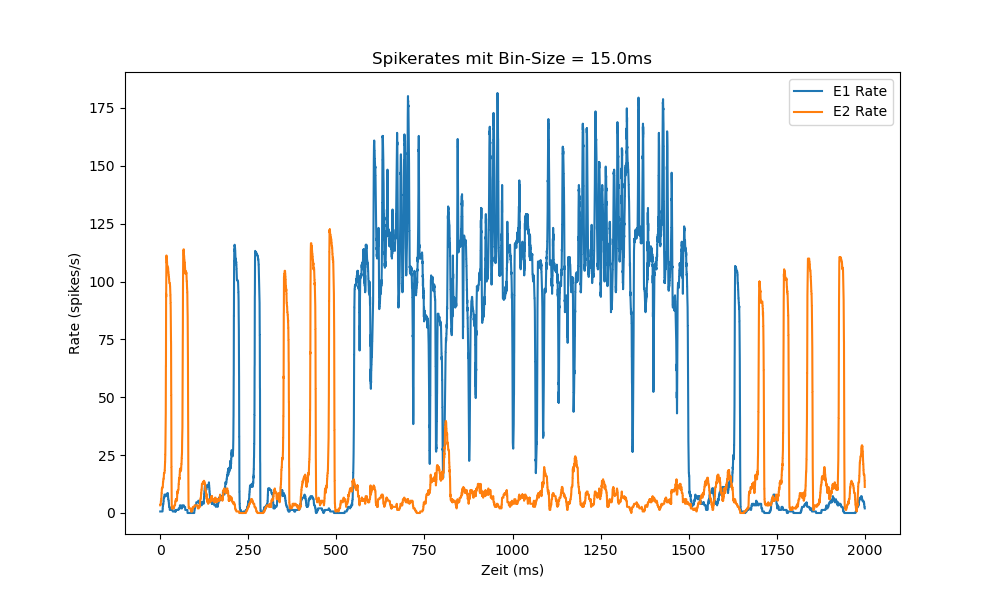 Spikerates mit Bin-Size = 15.0ms
E1 Rate
E2 Rate
175
150
125
100
75
50
25
0
Rate (spikes/s)
0 250 500 750 1000 1250 1500 1750 2000
Zeit (ms)